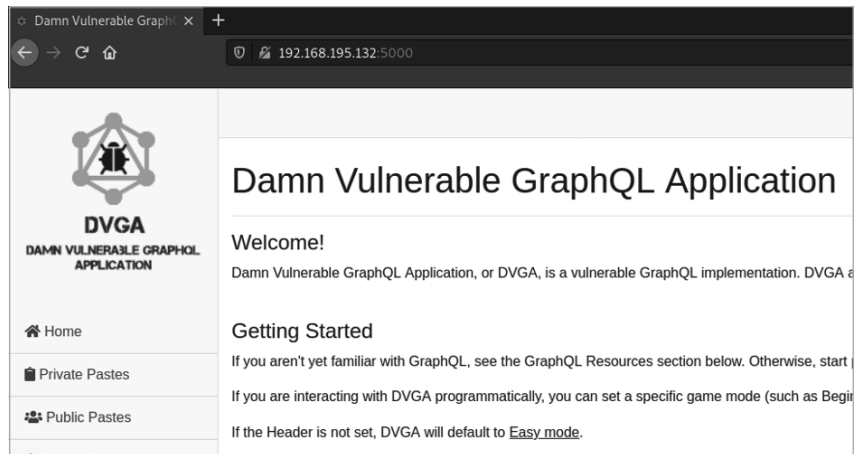 Damn Vulnerable Graph
192.168.195.132:5000
DVGA
DAMN VULNERABLE GRAPHQL
APPLICATION
Home
Private Pastes
Public Pastes
Damn Vulnerable GraphQL Application
Welcome!
Damn Vulnerable GraphQL Application, or DVGA, is a vulnerable GraphQL implementation. DVGA a
Getting Started
If you aren't yet familiar with GraphQL, see the GraphQL Resources section below. Otherwise, start
If you are interacting with DVGA programmatically, you can set a specific game mode (such as Begi
If the Header is not set, DVGA will default to Easy mode.